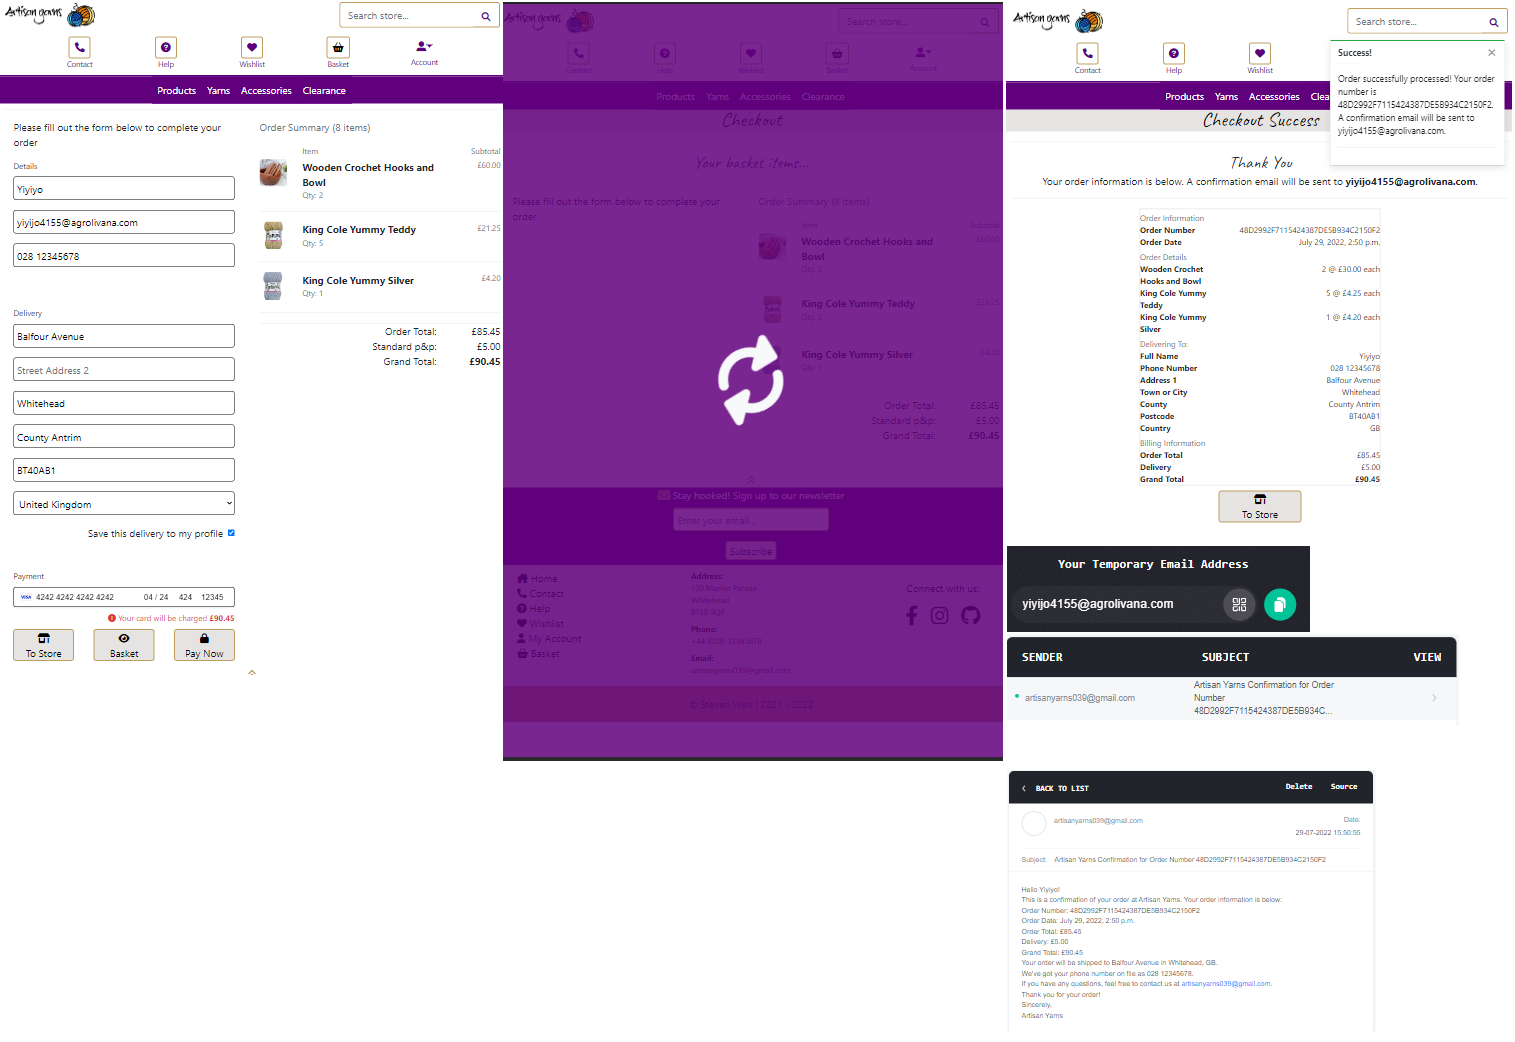 Artisan yarns
Search store...
Contact
Help
Wishlist
Basket
Account
Products Yarns Accessories Clearance
Please fill out the form below to complete your
order
Details
Yiyiyo
yiyijo4155@agrolivana.com
028 12345678
Delivery
Balfour Avenue
Street Address 2
Whitehead
County Antrim
BT40AB1
United Kingdom
Save this delivery to my profile
Payment
VISA 4242 4242 4242 4242 04 / 24 424 12345
Your card will be charged £90.45
To Store
Basket
Pay Now
Order Summary (8 items)
Item Subtotal
Wooden Crochet Hooks and £60.00
Bowl
Qty: 2
King Cole Yummy Teddy £21.25
Qty: 5
King Cole Yummy Silver £4.20
Qty: 1
Order Total: £85.45
Standard p&p: £5.00
Grand Total: £90.45
Artisan yarns
Search store...
Contact
Help
Wishlist
Basket
Account
Products Yarns Accessories Clearance
Checkout
Your basket items...
Please fill out the form below to complete your
order
Order Summary (8 items)
Item Subtotal
Wooden Crochet Hooks and £60.00
Bowl
Qty: 2
King Cole Yummy Teddy £21.25
Qty: 5
King Cole Yummy Silver £4.20
Qty: 1
Order Total: £85.45
Standard p&p: £5.00
Grand Total: £90.45
Stay hooked! Sign up to our newsletter
Enter your email...
Subscribe
Home
Contact
Help
Wishlist
My Account
Basket
Address:
Marine Parade
Whitehead
Phone:
+44 (028) 12345678
Email:
artisanyarns039@gmail.com
Connect with us:
© Steven Weir | 2021 - 2022
Artisan yarns
Search store...
Contact
Help
Wishlist
Products Yarns Accessories Clea
Success! ×
Order successfully processed! Your order
number is
48D2992F7115424387DE5B934C2150F2.
A confirmation email will be sent to
yiyijo4155@agrolivana.com.
Checkout Success
Thank You
Your order information is below. A confirmation email will be sent to yiyijo4155@agrolivana.com.
Order Information
Order Number 48D2992F7115424387DE5B934C2150F2
Order Date July 29, 2022, 2:50 p.m.
Order Details
Wooden Crochet 2 @ £30.00 each
Hooks and Bowl
King Cole Yummy 5 @ £4.25 each
Teddy
King Cole Yummy 1 @ £4.20 each
Silver
Delivering To:
Full Name Yiyiyo
Phone Number 028 12345678
Address 1 Balfour Avenue
Town or City Whitehead
County County Antrim
Postcode BT40AB1
Country GB
Billing Information
Order Total £85.45
Delivery £5.00
Grand Total £90.45
To Store
Your Temporary Email Address
yiyijo4155@agrolivana.com
SENDER SUBJECT VIEW
artisanyarns039@gmail.com
Artisan Yarns Confirmation for Order
Number
48D2992F7115424387DE5B934C...
BACK TO LIST Delete Source
artisanyarns039@gmail.com Date:
29-07-2022 15:50:55
Subject: Artisan Yarns Confirmation for Order Number 48D2992F7115424387DE5B934C2150F2
Hello Yiyiyo!
This is a confirmation of your order at Artisan Yarns. Your order information is below:
Order Number: 48D2992F7115424387DE5B934C2150F2
Order Date: July 29, 2022, 2:50 p.m.
Order Total: £85.45
Delivery: £5.00
Grand Total: £90.45
Your order will be shipped to Balfour Avenue in Whitehead, GB.
We've got your phone number on file as 028 12345678.
If you have any questions, feel free to contact us at artisanyarns039@gmail.com.
Thank you for your order!
Sincerely,
Artisan Yarns